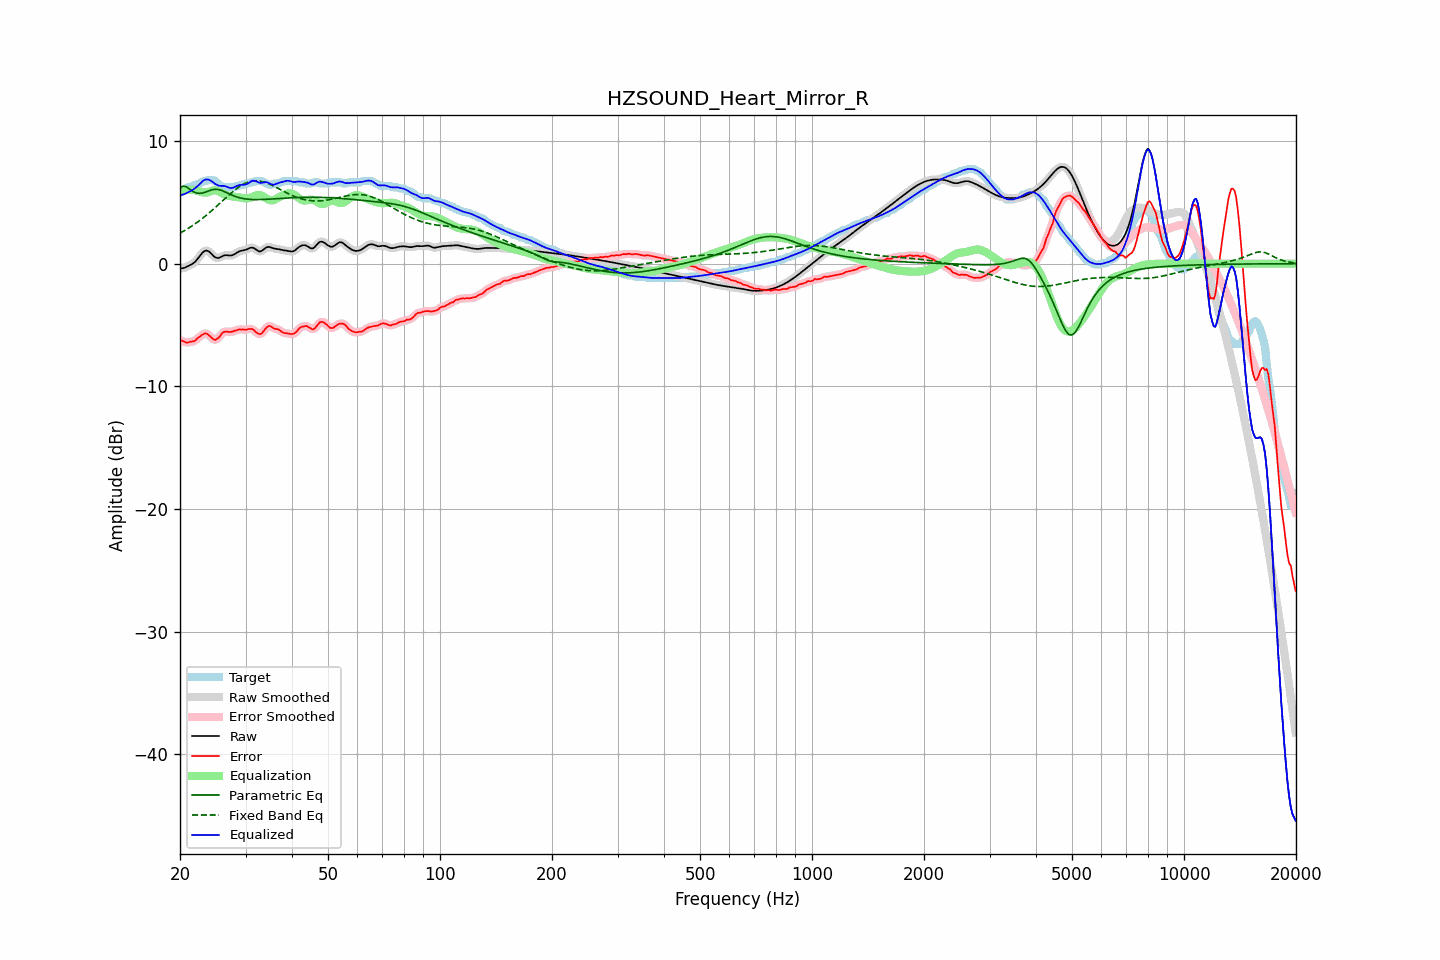 HZSOUND_Heart_Mirror_R
10
0
−10
−20
−30
−40
Amplitude (dBr)
Target
Raw Smoothed
Error Smoothed
Raw
Error
Equalization
Parametric Eq
Fixed Band Eq
Equalized
20 50 100 200 500 1000 2000 5000 10000 20000
Frequency (Hz)